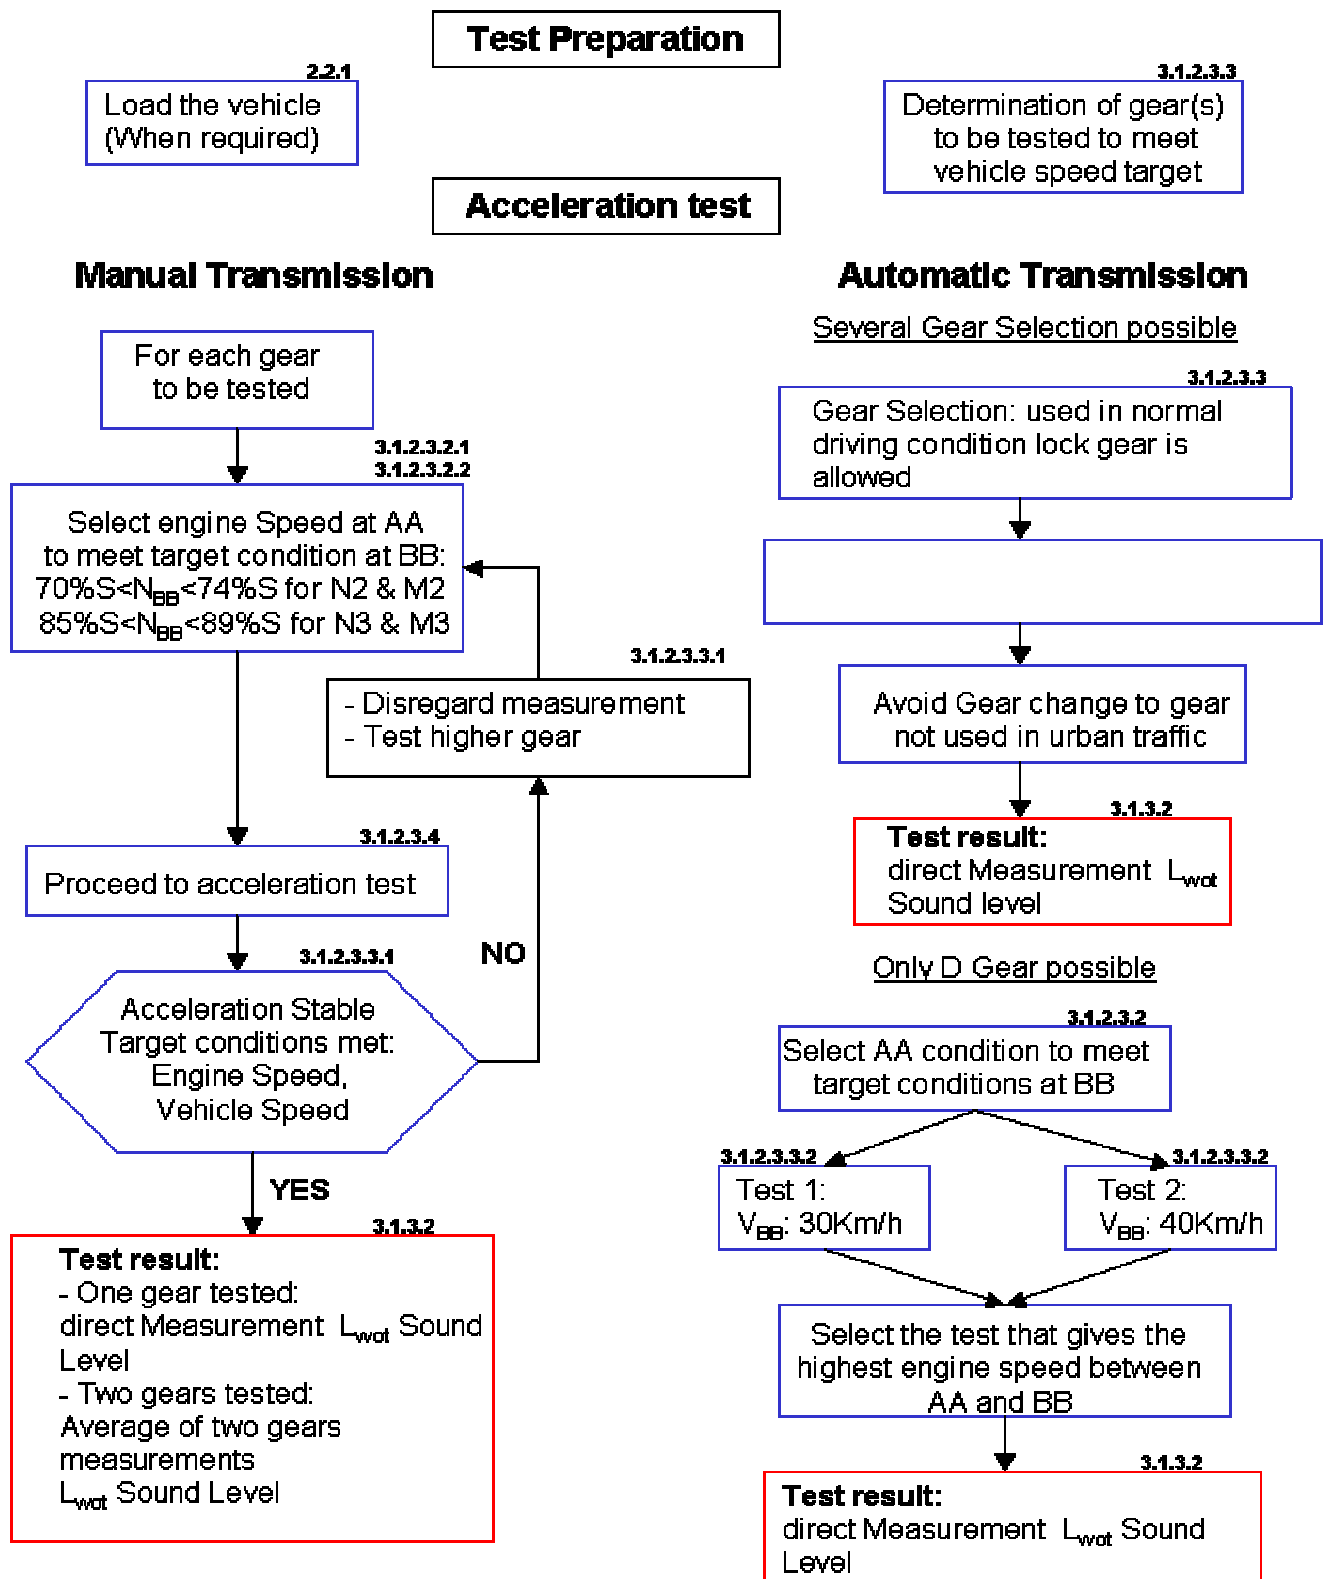 Test Preparation
2.2.1
Load the vehicle
(When required)
3.1.2.3.3
Determination of gear(s)
to be tested to meet
vehicle speed target
Acceleration test
Manual Transmission
For each gear
to be tested
3.1.2.3.2.1
3.1.2.3.2.2
Select engine Speed at AA
to meet target condition at BB:
70%S<NBB<74%S for N2 & M2
85%S<NBB<89%S for N3 & M3
3.1.2.3.3.1
- Disregard measurement
- Test higher gear
3.1.2.3.4
Proceed to acceleration test
3.1.2.3.3.1
NO
Acceleration Stable
Target conditions met:
Engine Speed,
Vehicle Speed
YES
3.1.3.2
Test result:
- One gear tested:
direct Measurement Lwot Sound
Level
- Two gears tested:
Average of two gears
measurements
Lwot Sound Level
Automatic Transmission
Several Gear Selection possible
3.1.2.3.3
Gear Selection: used in normal
driving condition lock gear is
allowed
Avoid Gear change to gear
not used in urban traffic
3.1.3.2
Test result:
direct Measurement Lwot
Sound level
Only D Gear possible
3.1.2.3.2
Select AA condition to meet
target conditions at BB
3.1.2.3.3.2
Test 1:
VBB: 30Km/h
3.1.2.3.3.2
Test 2:
VBB: 40Km/h
Select the test that gives the
highest engine speed between
AA and BB
3.1.3.2
Test result:
direct Measurement Lwot Sound
Level